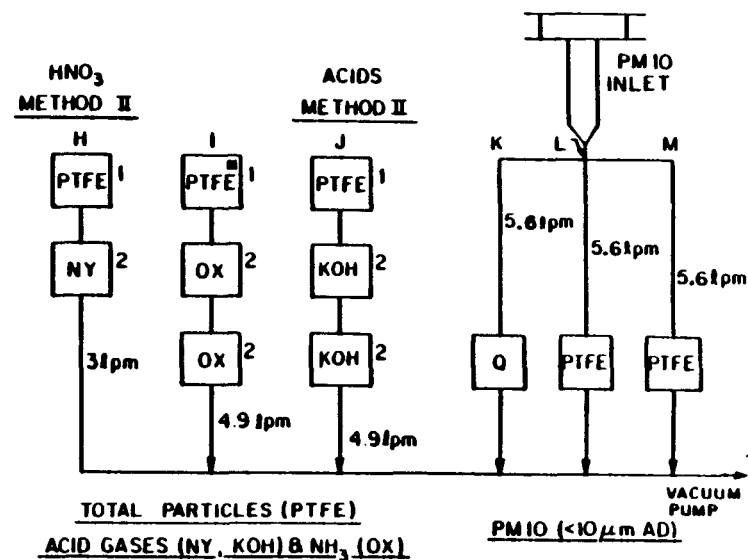 HNO3
METHOD II
ACIDS
METHOD II
PM10
INLET
H
I
J
K
L
M
PTFE 1
PTFE 1
PTFE 1
NY 2
OX 2
KOH 2
OX 2
KOH 2
5.6 lpm
5.6 lpm
5.6 lpm
Q
PTFE
PTFE
3 lpm
4.9 lpm
4.9 lpm
VACUUM
PUMP
TOTAL PARTICLES (PTFE)
ACID GASES (NY, KOH) & NH3 (OX)
PM10 (<10 μm AD)